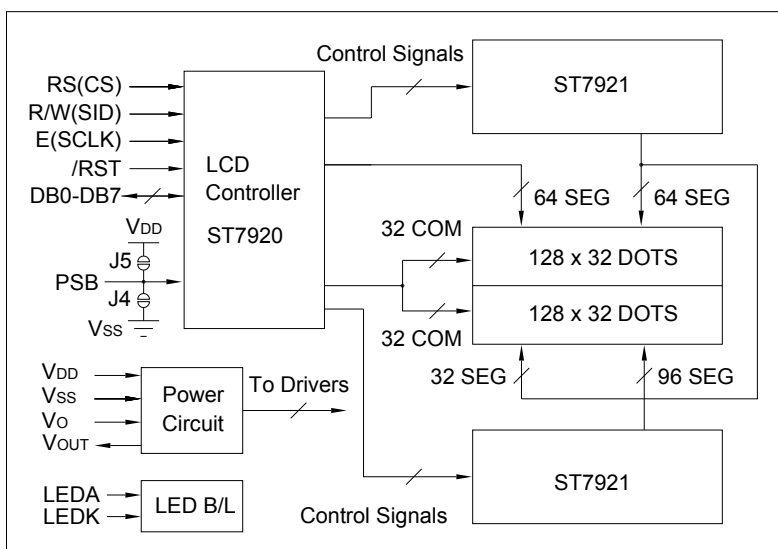 Control Signals
ST7921
RS(CS)
R/W(SID)
E(SCLK)
/RST
DB0-DB7
LCD
Controller
ST7920
64 SEG
64 SEG
VDD
J5
PSB
J4
VSS
32 COM
128 x 32 DOTS
128 x 32 DOTS
32 COM
32 SEG
96 SEG
VDD
VSS
VO
VOUT
Power
Circuit
To Drivers
LEDA
LEDK
LED B/L
Control Signals
ST7921